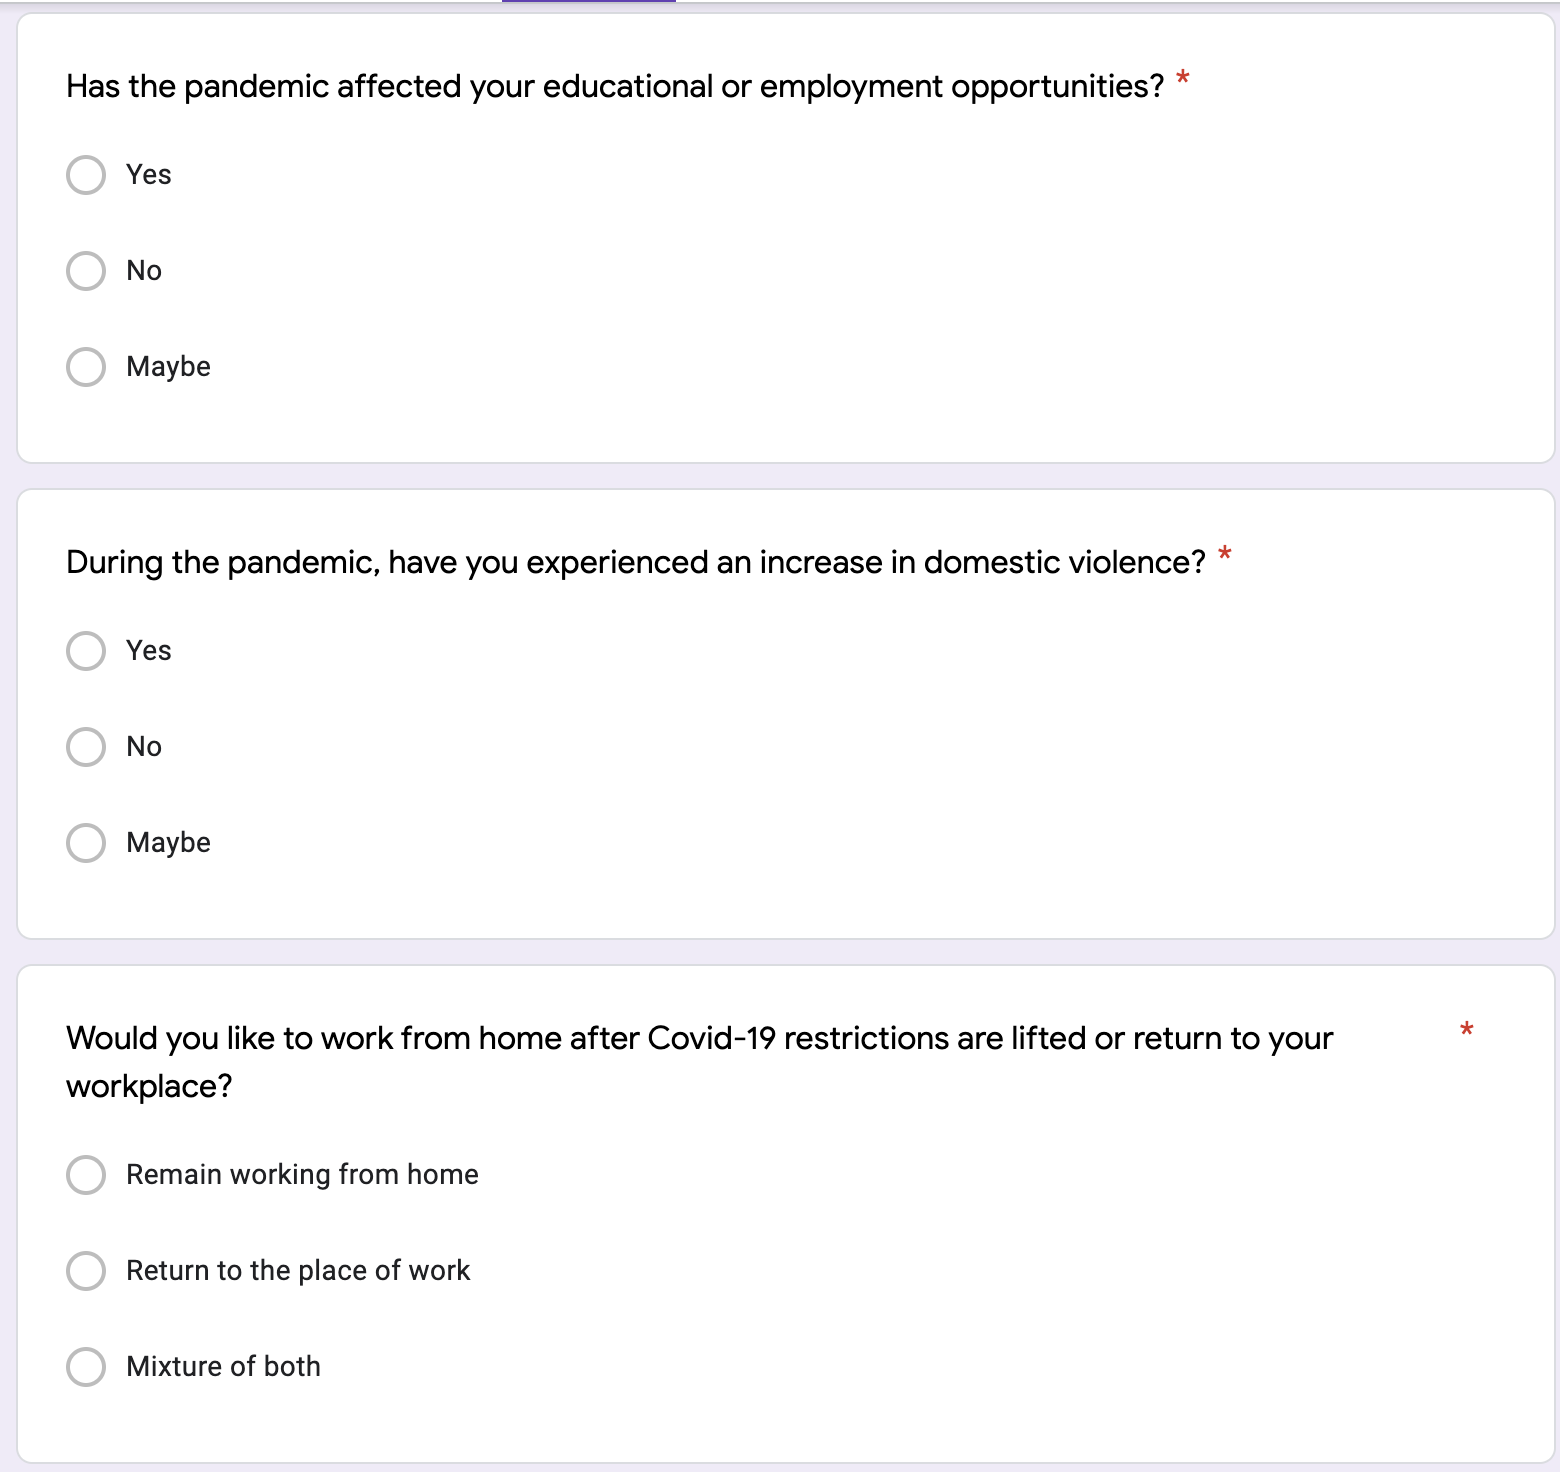 Has the pandemic affected your educational or employment opportunities? *
Yes
No
Maybe
During the pandemic, have you experienced an increase in domestic violence? *
Yes
No
Maybe
Would you like to work from home after Covid-19 restrictions are lifted or return to your *
workplace?
Remain working from home
Return to the place of work
Mixture of both